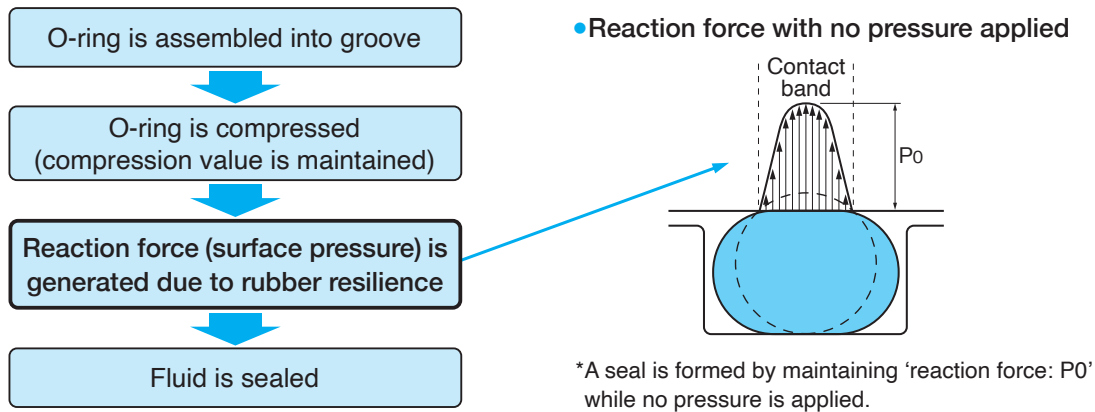 O-ring is assembled into groove
O-ring is compressed
(compression value is maintained)
Reaction force (surface pressure) is
generated due to rubber resilience
Fluid is sealed
●Reaction force with no pressure applied
Contact
band
P0
*A seal is formed by maintaining ‘reaction force: P0’
while no pressure is applied.